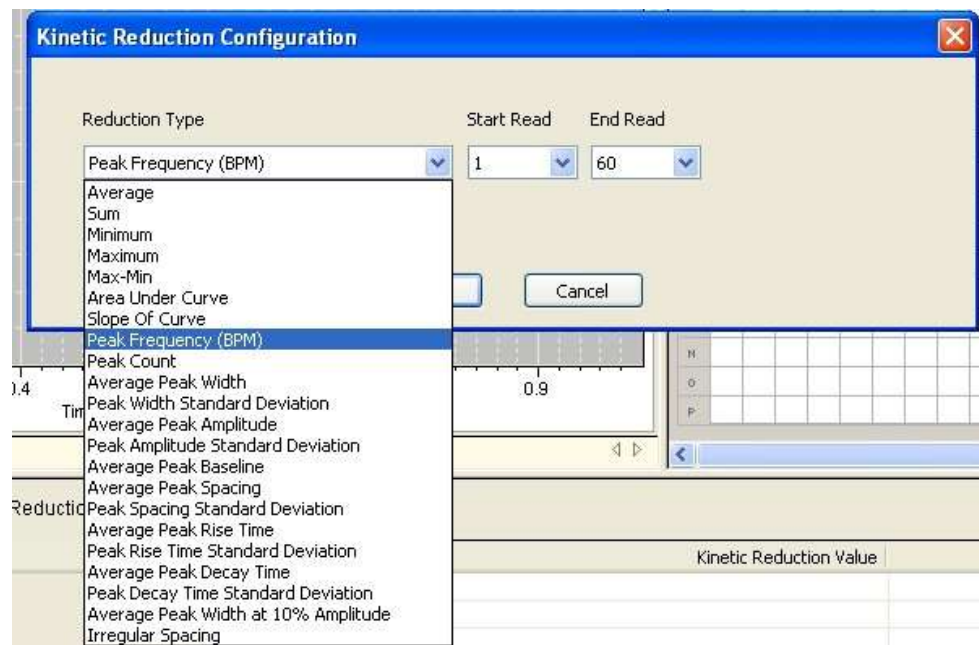 Kinetic Reduction Configuration
Reduction Type
Start Read
End Read
Peak Frequency (BPM)
1
60
Average
Sum
Minimum
Maximum
Max-Min
Area Under Curve
Slope Of Curve
Peak Frequency (BPM)
Peak Count
Average Peak Width
Peak Width Standard Deviation
Average Peak Amplitude
Peak Amplitude Standard Deviation
Average Peak Baseline
Average Peak Spacing
Peak Spacing Standard Deviation
Average Peak Rise Time
Peak Rise Time Standard Deviation
Average Peak Decay Time
Peak Decay Time Standard Deviation
Average Peak Width at 10% Amplitude
Irregular Spacing
Cancel
0.9
N
O
P
Kinetic Reduction Value